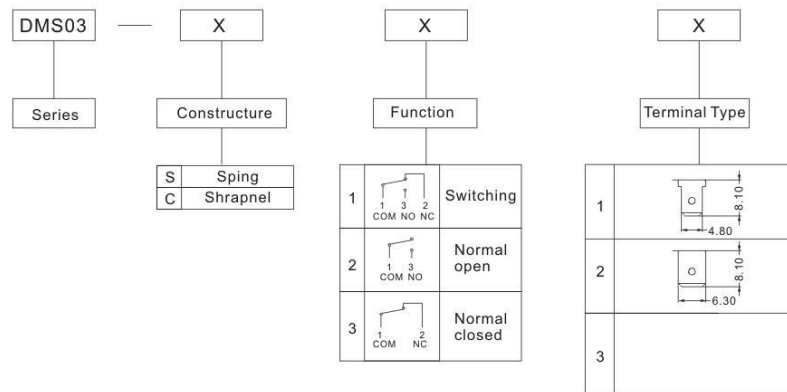 DMS03 — X X X
Series Constructure Function Terminal Type
S Sping
C Shrapnel
1 1 3 2 Switching
COM NO NC
2 1 3 Normal open
COM NO
3 1 2 Normal closed
COM NC
1 8.10
4.80
2 8.10
6.30
3